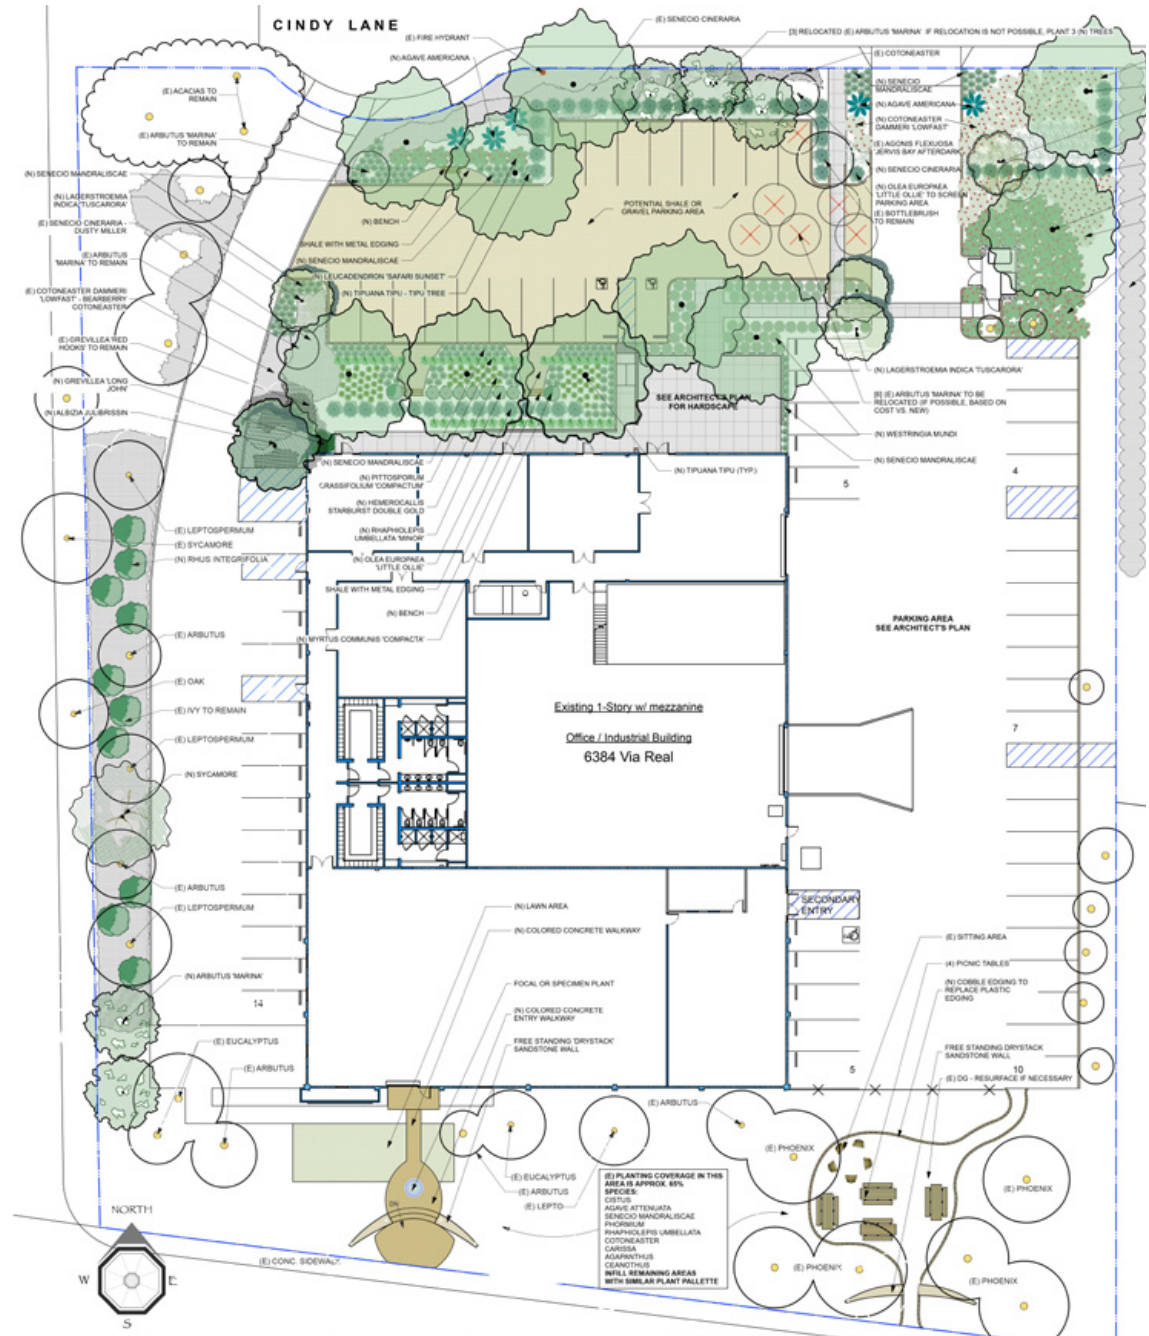 CINDY LANE
(E) SENECIO CINERARIA
(E) FIRE HYDRANT
[3] RELOCATED (E) ARBUTUS 'MARINA' IF RELOCATION IS NOT POSSIBLE, PLANT 3 (N) TREES
(N) AGAVE AMERICANA
(E) COTONEASTER
(E) ACACIAS TO
REMAIN
(E) ARBUTUS 'MARINA'
TO REMAIN
(N) SENECIO MANDRALISCAE
(N) LAGERSTROEMIA
INDICA 'TUSCARORA'
(E) SENECIO CINERARIA -
DUSTY MILLER
(E) ARBUTUS
'MARINA' TO REMAIN
(E) COTONEASTER DAMMERI
'LOWFAST' - BEARBERRY
COTONEASTER
(E) GREVILLEA 'RED
HOOKS' TO REMAIN
(N) GREVILLEA 'LONG
JOHN'
(N) ALBIZIA JULIBRISSIN
(N) SENECIO
MANDRALISCAE
(N) AGAVE AMERICANA
(N) COTONEASTER
DAMMERI 'LOWFAST'
(E) AGONIS FLEXUOSA
'JERVIS BAY AFTERDARK'
(N) SENECIO CINERARIA
(N) OLEA EUROPAEA
'LITTLE OLLIE' TO SCREEN
PARKING AREA
(E) BOTTLEBRUSH
TO REMAIN
POTENTIAL SHALE OR
GRAVEL PARKING AREA
(N) BENCH
SHALE WITH METAL EDGING
(N) SENECIO MANDRALISCAE
(N) LEUCADENDRON 'SAFARI SUNSET'
(N) TIPUANA TIPU - TIPU TREE
(N) LAGERSTROEMIA INDICA 'TUSCARORA'
[6] (E) ARBUTUS 'MARINA' TO BE
RELOCATED (IF POSSIBLE, BASED ON
COST VS. NEW)
(N) WESTRINGIA MUNDI
(N) SENECIO MANDRALISCAE
SEE ARCHITECT'S PLAN
FOR HARDSCAPE
(N) TIPUANA TIPU (TYP.)
(N) SENECIO MANDRALISCAE
(N) PITTOSPORUM
CRASSIFOLIUM 'COMPACTUM'
(N) HEMEROCALLIS
STARBURST DOUBLE GOLD
(N) RHAPHIOLEPIS
UMBELLATA 'MINOR'
(N) OLEA EUROPAEA
'LITTLE OLLIE'
SHALE WITH METAL EDGING
(N) BENCH
(N) MYRTUS COMMUNIS 'COMPACTA'
4
5
(E) LEPTOSPERMUM
(E) SYCAMORE
(N) RHUS INTEGRIFOLIA
(E) ARBUTUS
(E) OAK
(E) IVY TO REMAIN
(E) LEPTOSPERMUM
(N) SYCAMORE
(E) ARBUTUS
(E) LEPTOSPERMUM
(N) ARBUTUS 'MARINA'
14
(E) EUCALYPTUS
(E) ARBUTUS
PARKING AREA
SEE ARCHITECT'S PLAN
Existing 1-Story w/ mezzanine
Office / Industrial Building
6384 Via Real
7
SECONDARY
ENTRY
(N) LAWN AREA
(N) COLORED CONCRETE WALKWAY
FOCAL OR SPECIMEN PLANT
(N) COLORED CONCRETE
ENTRY WALKWAY
FREE STANDING 'DRYSTACK'
SANDSTONE WALL
(E) SITTING AREA
(4) PICNIC TABLES
(N) COBBLE EDGING TO
REPLACE PLASTIC
EDGING
FREE STANDING DRYSTACK
SANDSTONE WALL
(E) DG - RESURFACE IF NECESSARY
5
10
(E) ARBUTUS
(E) PHOENIX
(E) PHOENIX
(E) PHOENIX
(E) PHOENIX
(E) EUCALYPTUS
(E) ARBUTUS
(E) LEPTO
DN
(E) PLANTING COVERAGE IN THIS
AREA IS APPROX. 65%
SPECIES:
CISTUS
AGAVE ATTENUATA
SENECIO MANDRALISCAE
PHORMIUM
RHAPHIOLEPIS UMBELLATA
COTONEASTER
CARISSA
AGAPANTHUS
CEANOTHUS
INFILL REMAINING AREAS
WITH SIMILAR PLANT PALLETTE
(E) CONC. SIDEWALK
NORTH
W
E
S